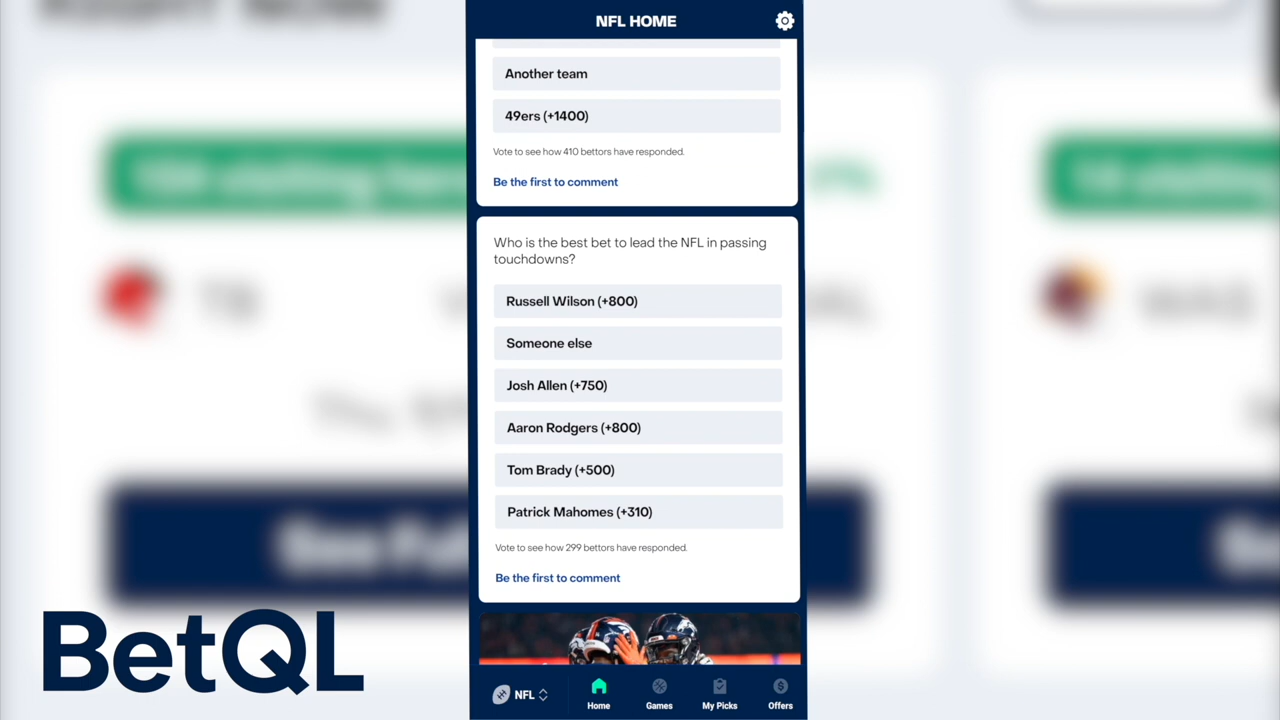 NFL HOME
Another team
49ers (+1400)
Vote to see how 410 bettors have responded.
Be the first to comment
Who is the best bet to lead the NFL in passing
touchdowns?
Russell Wilson (+800)
Someone else
Josh Allen (+750)
Aaron Rodgers (+800)
Tom Brady (+500)
Patrick Mahomes (+310)
Vote to see how 299 bettors have responded.
Be the first to comment
BetQL
NFL
Home
Games
My Picks
Offers
TB
WAS